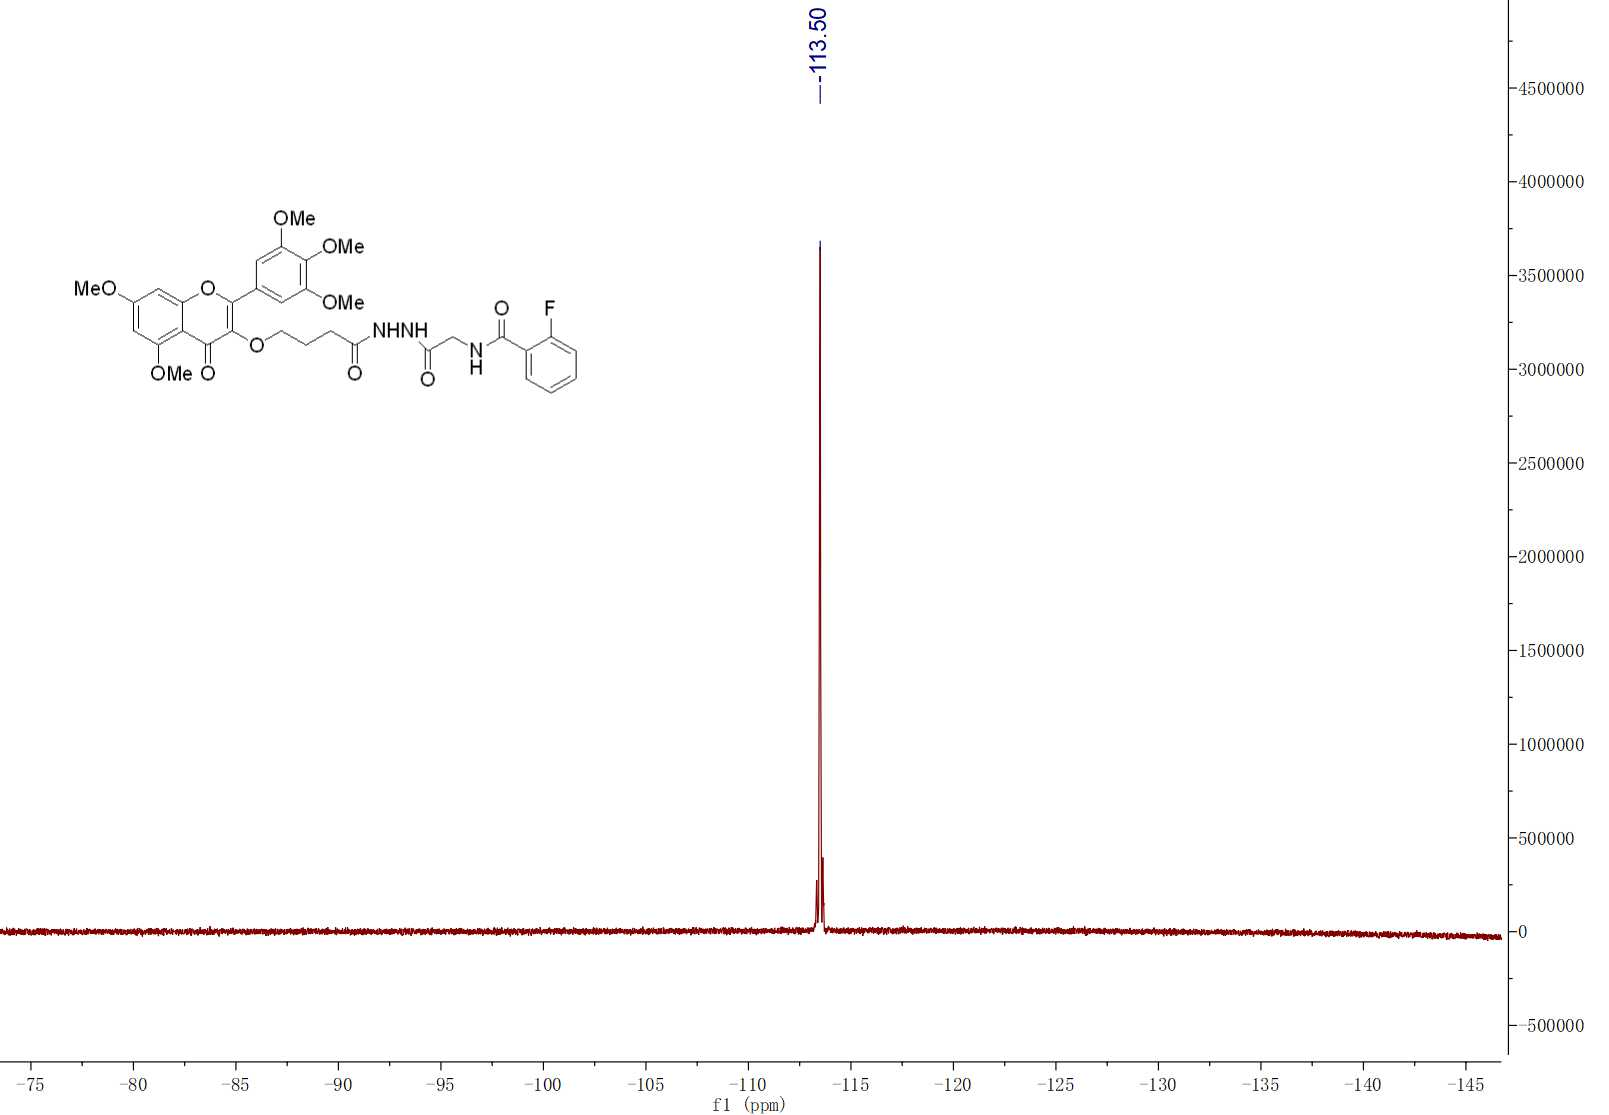 -113.50
OMe
OMe
MeO
O
OMe
O
F
NHNH
O
N
H
OMe
O
O
O
4500000
4000000
3500000
3000000
2500000
2000000
1500000
1000000
500000
0
-500000
-75 -80 -85 -90 -95 -100 -105 -110 -115 -120 -125 -130 -135 -140 -145
f1 (ppm)